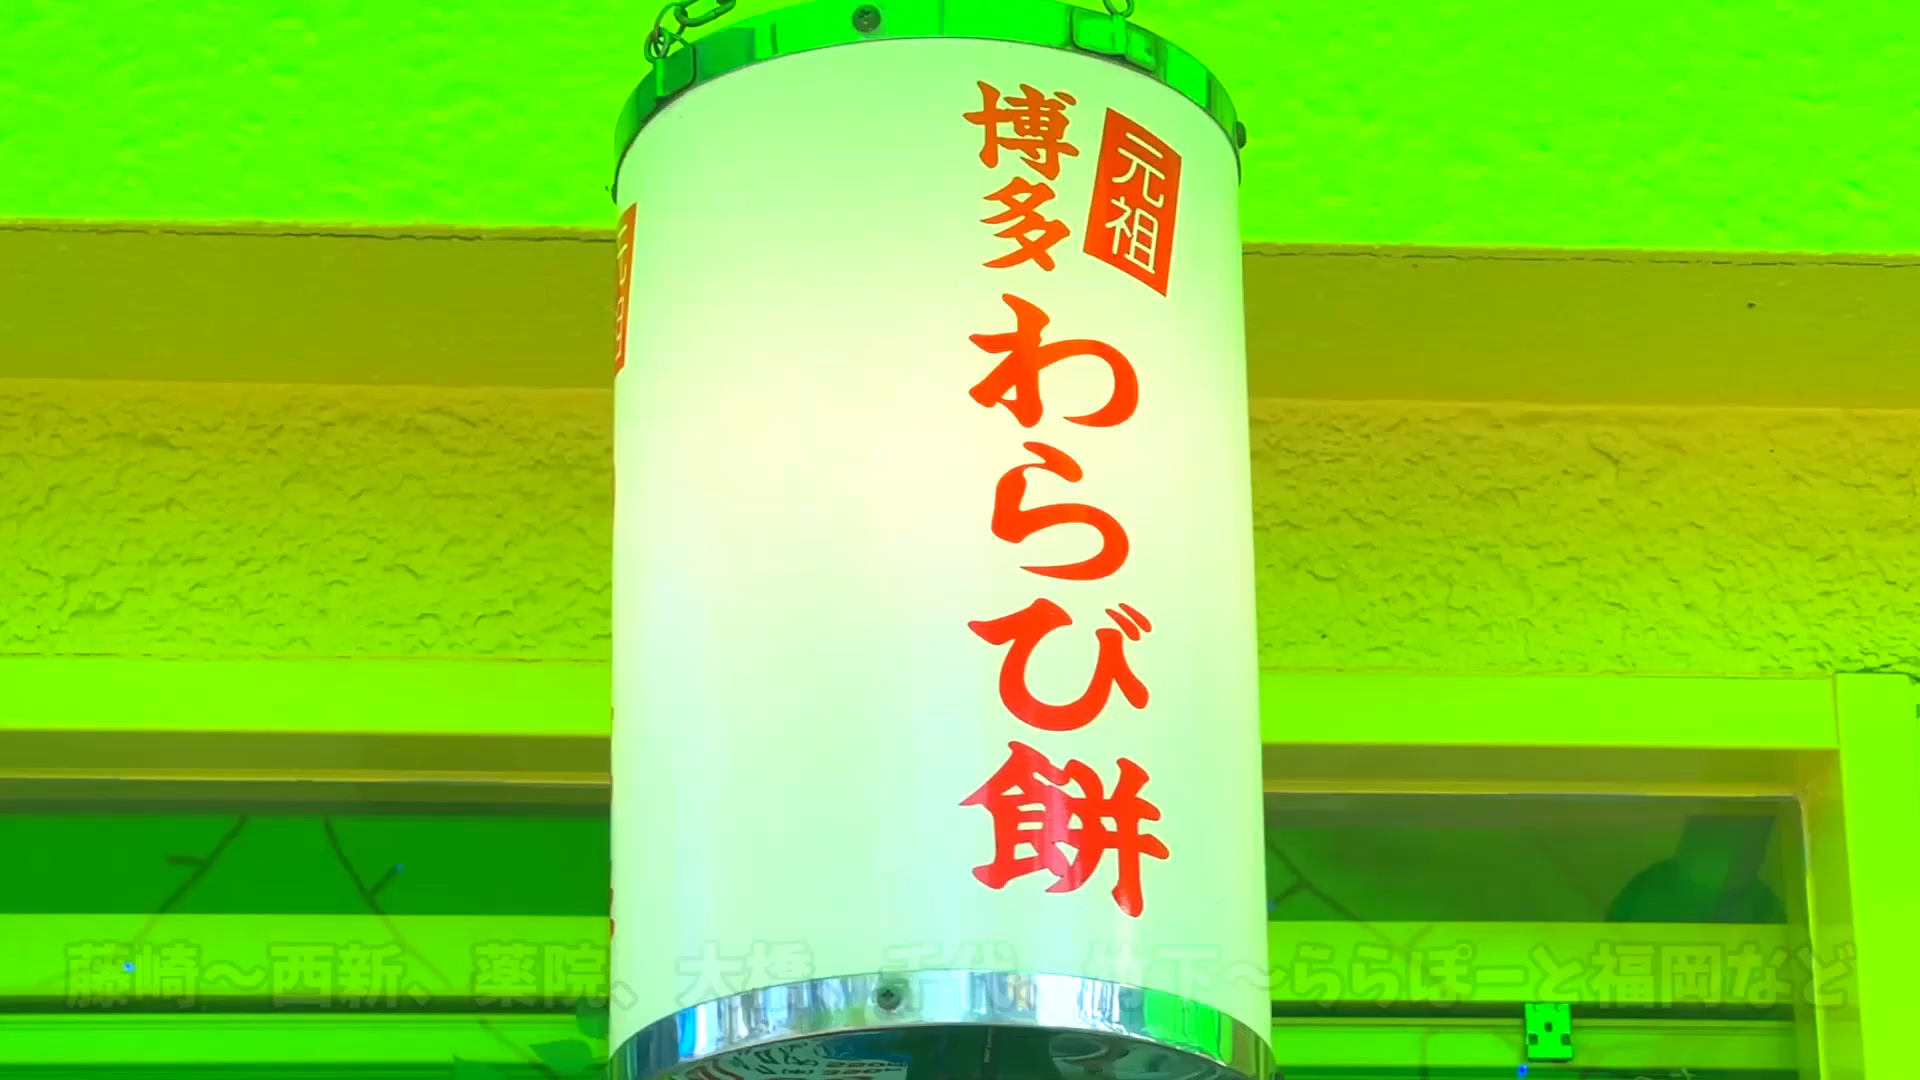 元祖
博多わらび餅
藤崎〜西新、薬院、大橋、千代、竹下〜ららぽーと福岡など